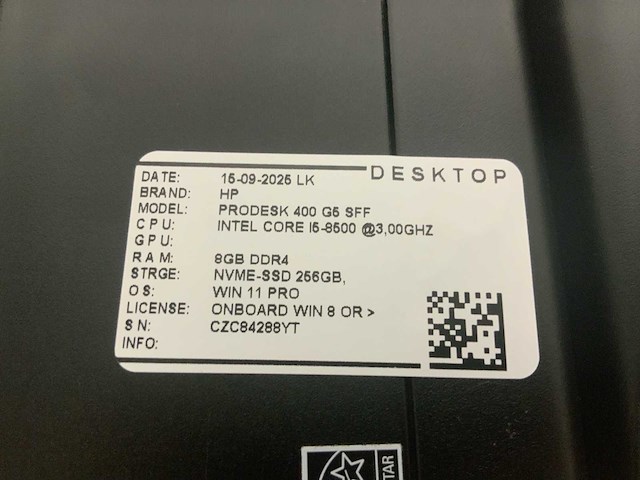 DESKTOP
DATE: 15-09-2025 LK
BRAND: HP
MODEL: PRODESK 400 G5 SFF
CPU: INTEL CORE I5-8500 @3,00GHZ
GPU:
RAM: 8GB DDR4
STRGE: NVME-SSD 256GB,
OS: WIN 11 PRO
LICENSE: ONBOARD WIN 8 OR >
SN: CZC84288YT
INFO:
STAR